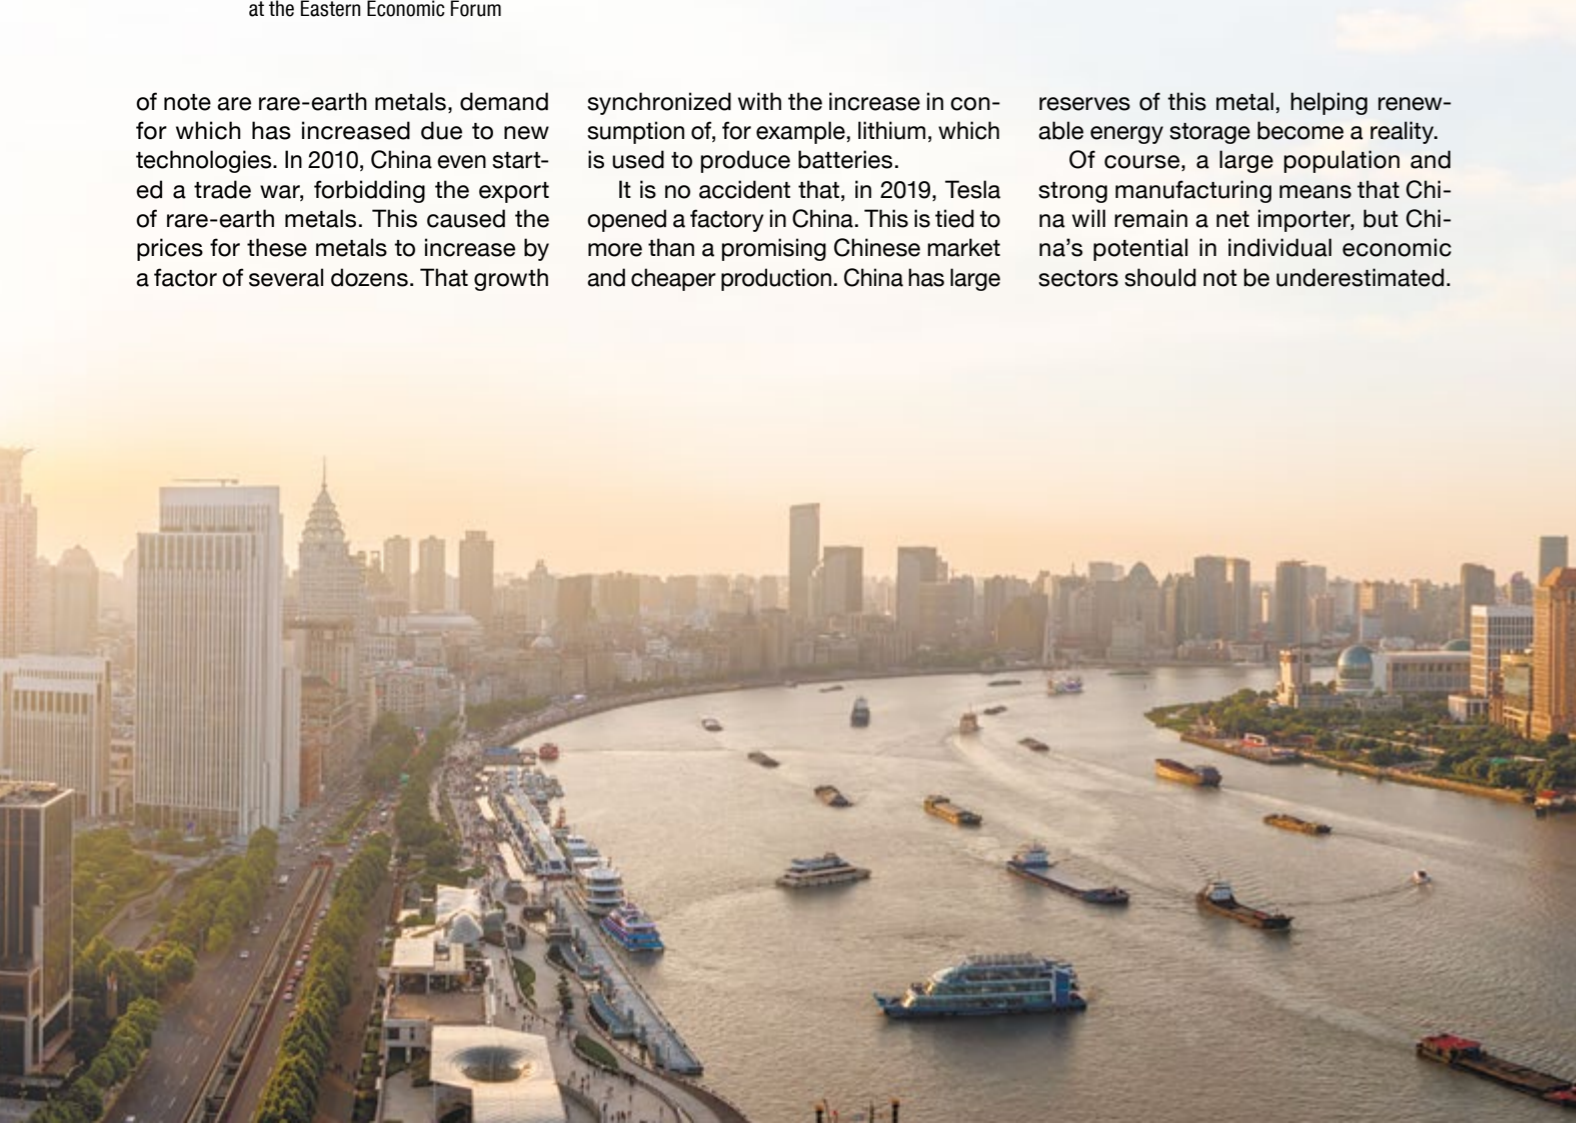 at the Eastern Economic Forum
of note are rare-earth metals, demand
for which has increased due to new
technologies. In 2010, China even start-
ed a trade war, forbidding the export
of rare-earth metals. This caused the
prices for these metals to increase by
a factor of several dozens. That growth
synchronized with the increase in con-
sumption of, for example, lithium, which
is used to produce batteries.
It is no accident that, in 2019, Tesla
opened a factory in China. This is tied to
more than a promising Chinese market
and cheaper production. China has large
reserves of this metal, helping renew-
able energy storage become a reality.
Of course, a large population and
strong manufacturing means that Chi-
na will remain a net importer, but Chi-
na’s potential in individual economic
sectors should not be underestimated.